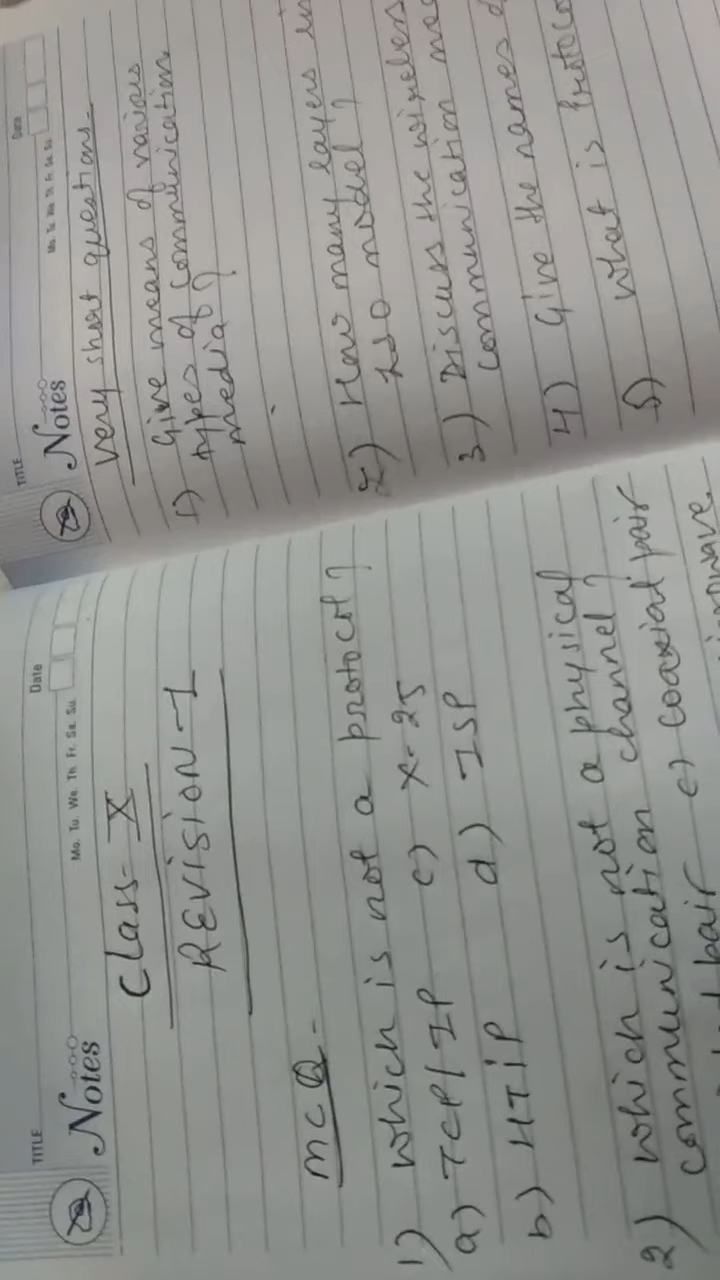 TITLE
Notes
Date
Mo. Tu. We. Th. Fr. Sa. Su.
Class- X
REVISION-1
MCQ-
1) which is not a protocol?
a) TCP/IP c) X-25
b) HTTP d) ISP
2) which is not a physical
communication channel?
pair c) coaxial pair
TITLE
Notes
Date
Mo. Tu. We. Th. Fr. Sa. Su.
very short questions-
1) Give means of various
types of communication
media?
2) How many layers in
ISO model?
3) Discuss the wireless
communication
4) Give the names
5) what is